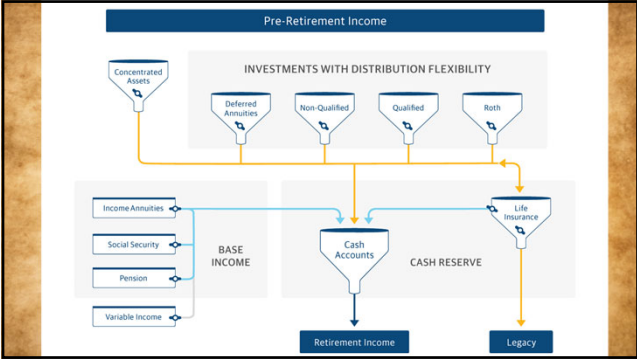 Pre-Retirement Income
Concentrated
Assets
INVESTMENTS WITH DISTRIBUTION FLEXIBILITY
Deferred
Annuities
Non-Qualified
Qualified
Roth
Income Annuities
Social Security
Pension
Variable Income
BASE
INCOME
Cash
Accounts
CASH RESERVE
Life
Insurance
Retirement Income
Legacy